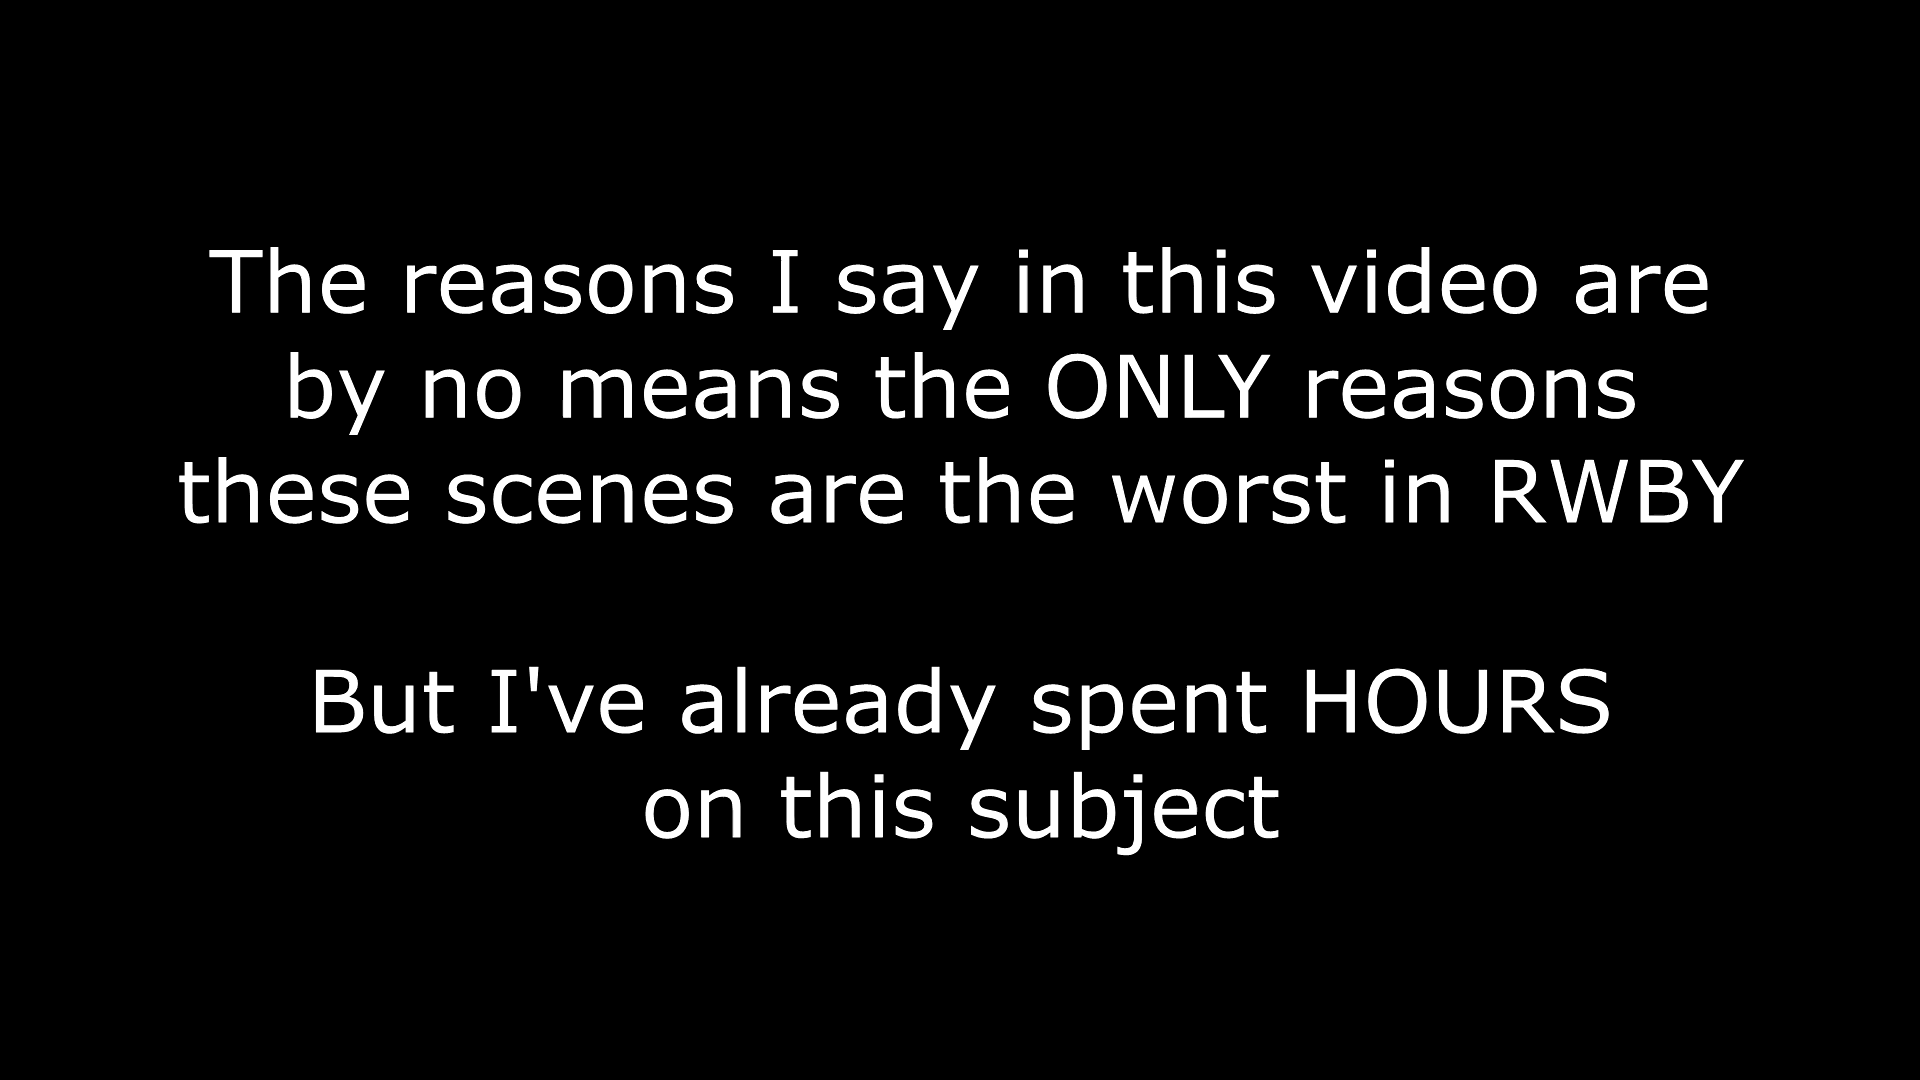 The reasons I say in this video are
by no means the ONLY reasons
these scenes are the worst in RWBY
But I've already spent HOURS
on this subject